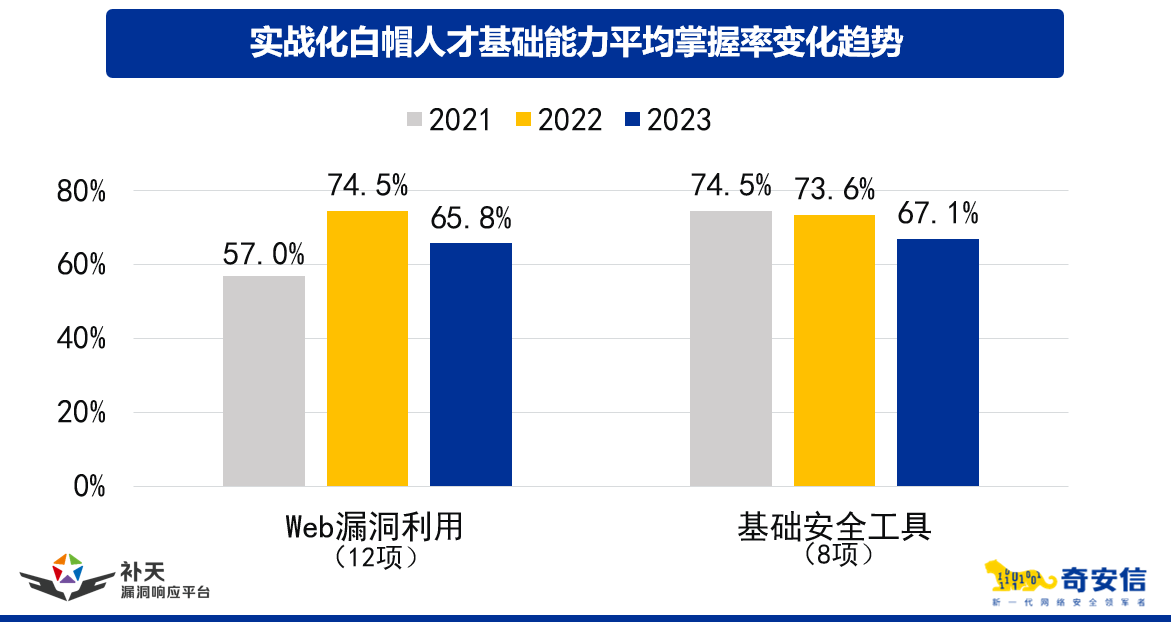 实战化白帽人才基础能力平均掌握率变化趋势
2021 2022 2023
80%
60%
40%
20%
0%
57.0%
74.5%
65.8%
74.5%
73.6%
67.1%
Web漏洞利用
（12项）
基础安全工具
（8项）
补天
漏洞响应平台
奇安信
新一代网络安全领军者